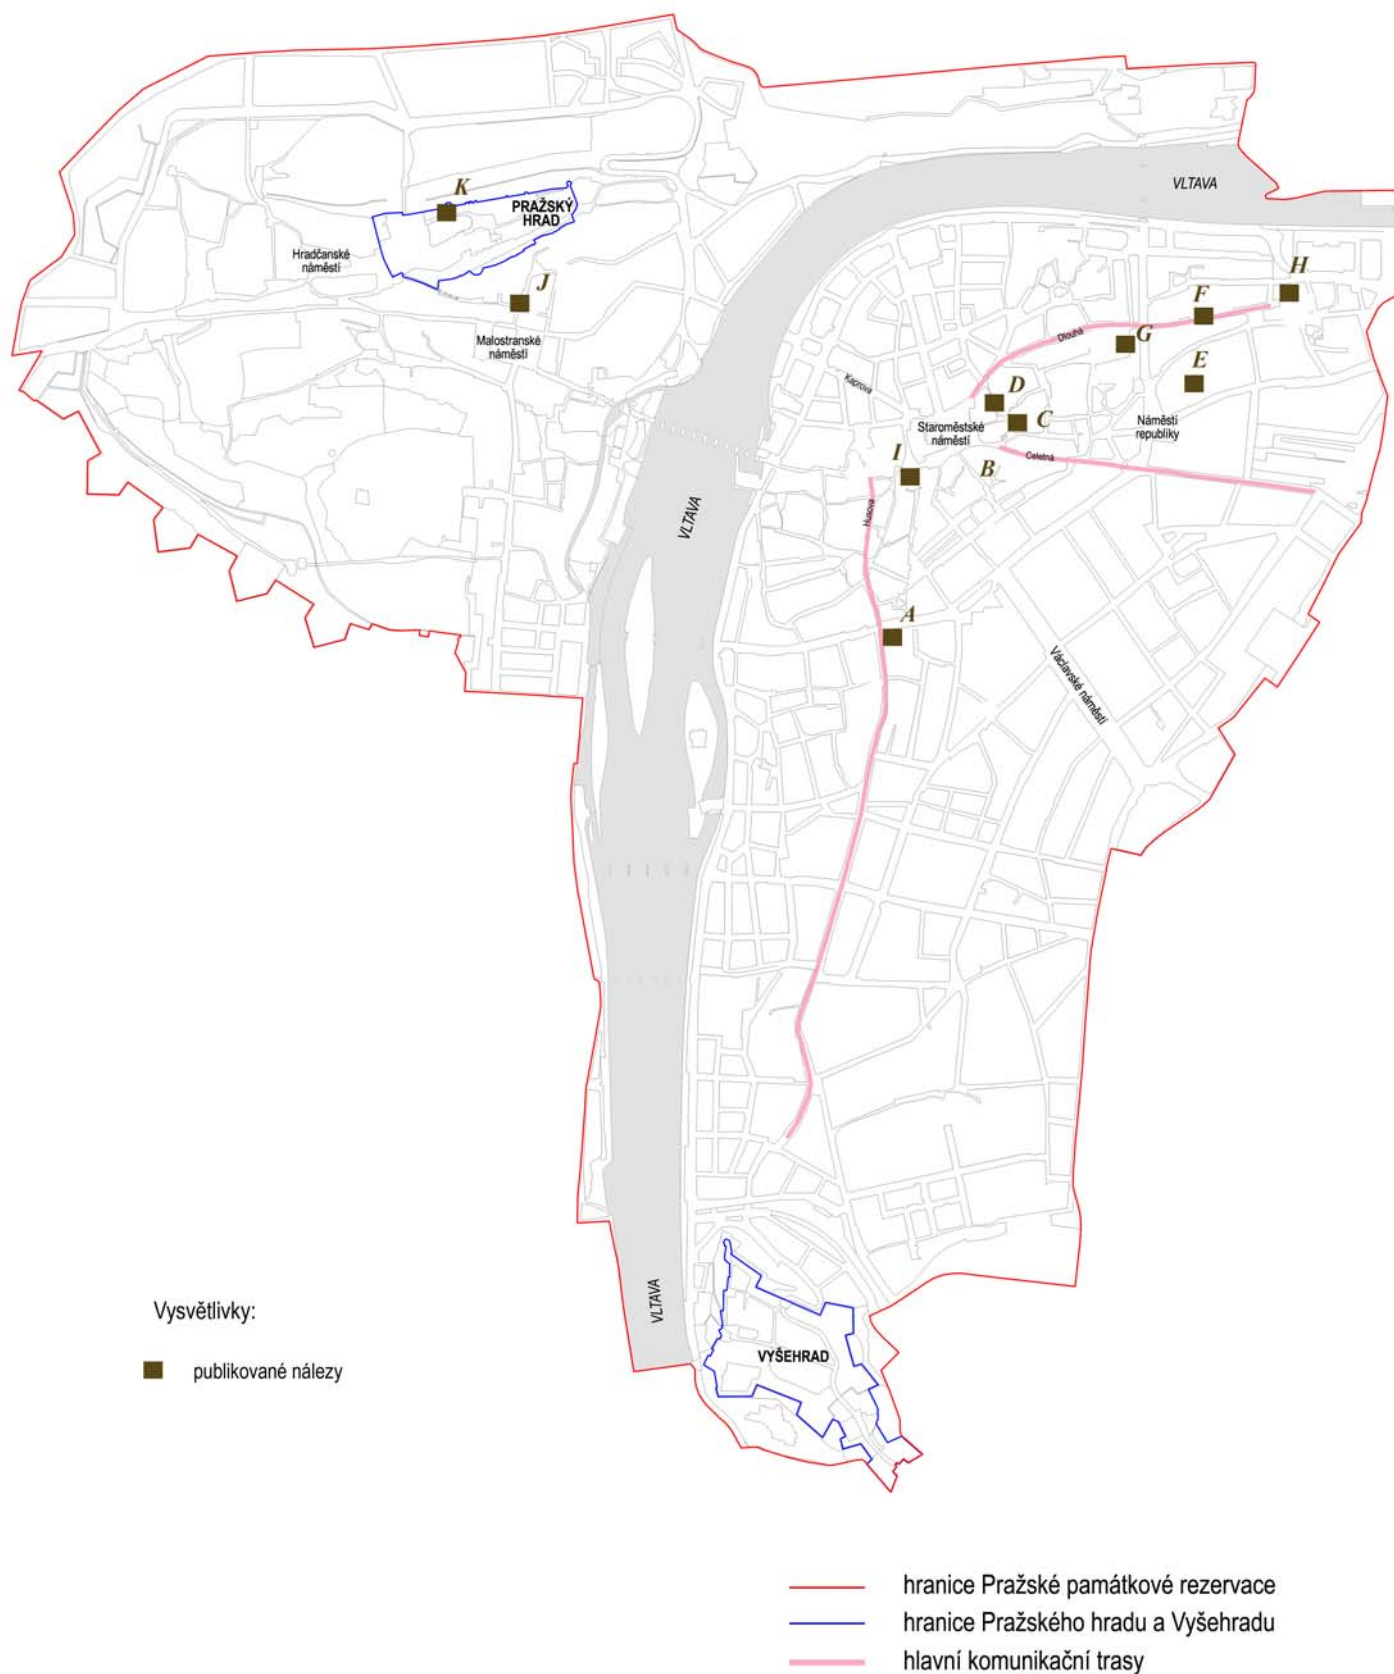 VLTAVA
K
PRAŽSKÝ
HRAD
Hradčanské
náměstí
J
Malostranské
náměstí
H
F
Dlouhá
G
E
Kaprova
D
Staroměstské
náměstí
C
Náměstí
republiky
I
B
Celetná
Husova
VLTAVA
A
Václavské náměstí
VLTAVA
VYŠEHRAD
Vysvětlivky:
publikované nálezy
hranice Pražské památkové rezervace
hranice Pražského hradu a Vyšehradu
hlavní komunikační trasy